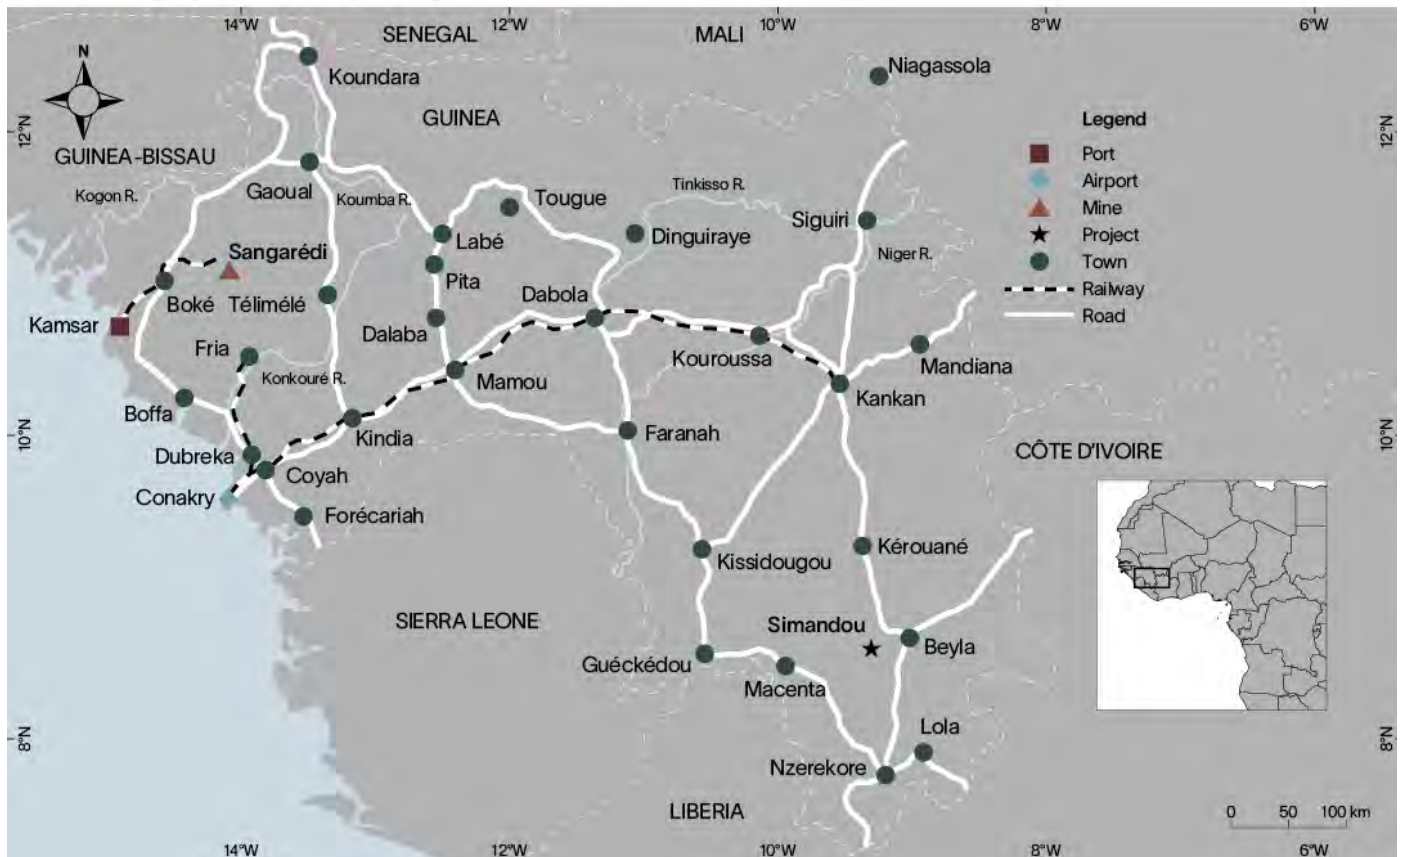 14°W
12°W
10°W
8°W
6°W
SENEGAL
MALI
N
Koundara
Niagassola
GUINEA
Legend
12°N
12°N
GUINEA-BISSAU
Port
Kogon R.
Gaoual
Koumba R.
Tougue
Tinkisso R.
Airport
Mine
Siguiri
Project
Labé
Dinguiraye
Niger R.
Town
Sangarédi
Pita
Railway
Boké
Télimélé
Dabola
Road
Kamsar
Dalaba
Fria
Kouroussa
Mandiana
Konkouré R.
Mamou
Kankan
Boffa
Kindia
Faranah
10°N
10°N
Dubreka
Coyah
CÔTE D'IVOIRE
Conakry
Forécariah
Kissidougou
Kérouané
SIERRA LEONE
Simandou
Beyla
Guéckédou
Macenta
Lola
8°N
8°N
Nzerekore
LIBERIA
0 50 100 km
14°W
12°W
10°W
8°W
6°W